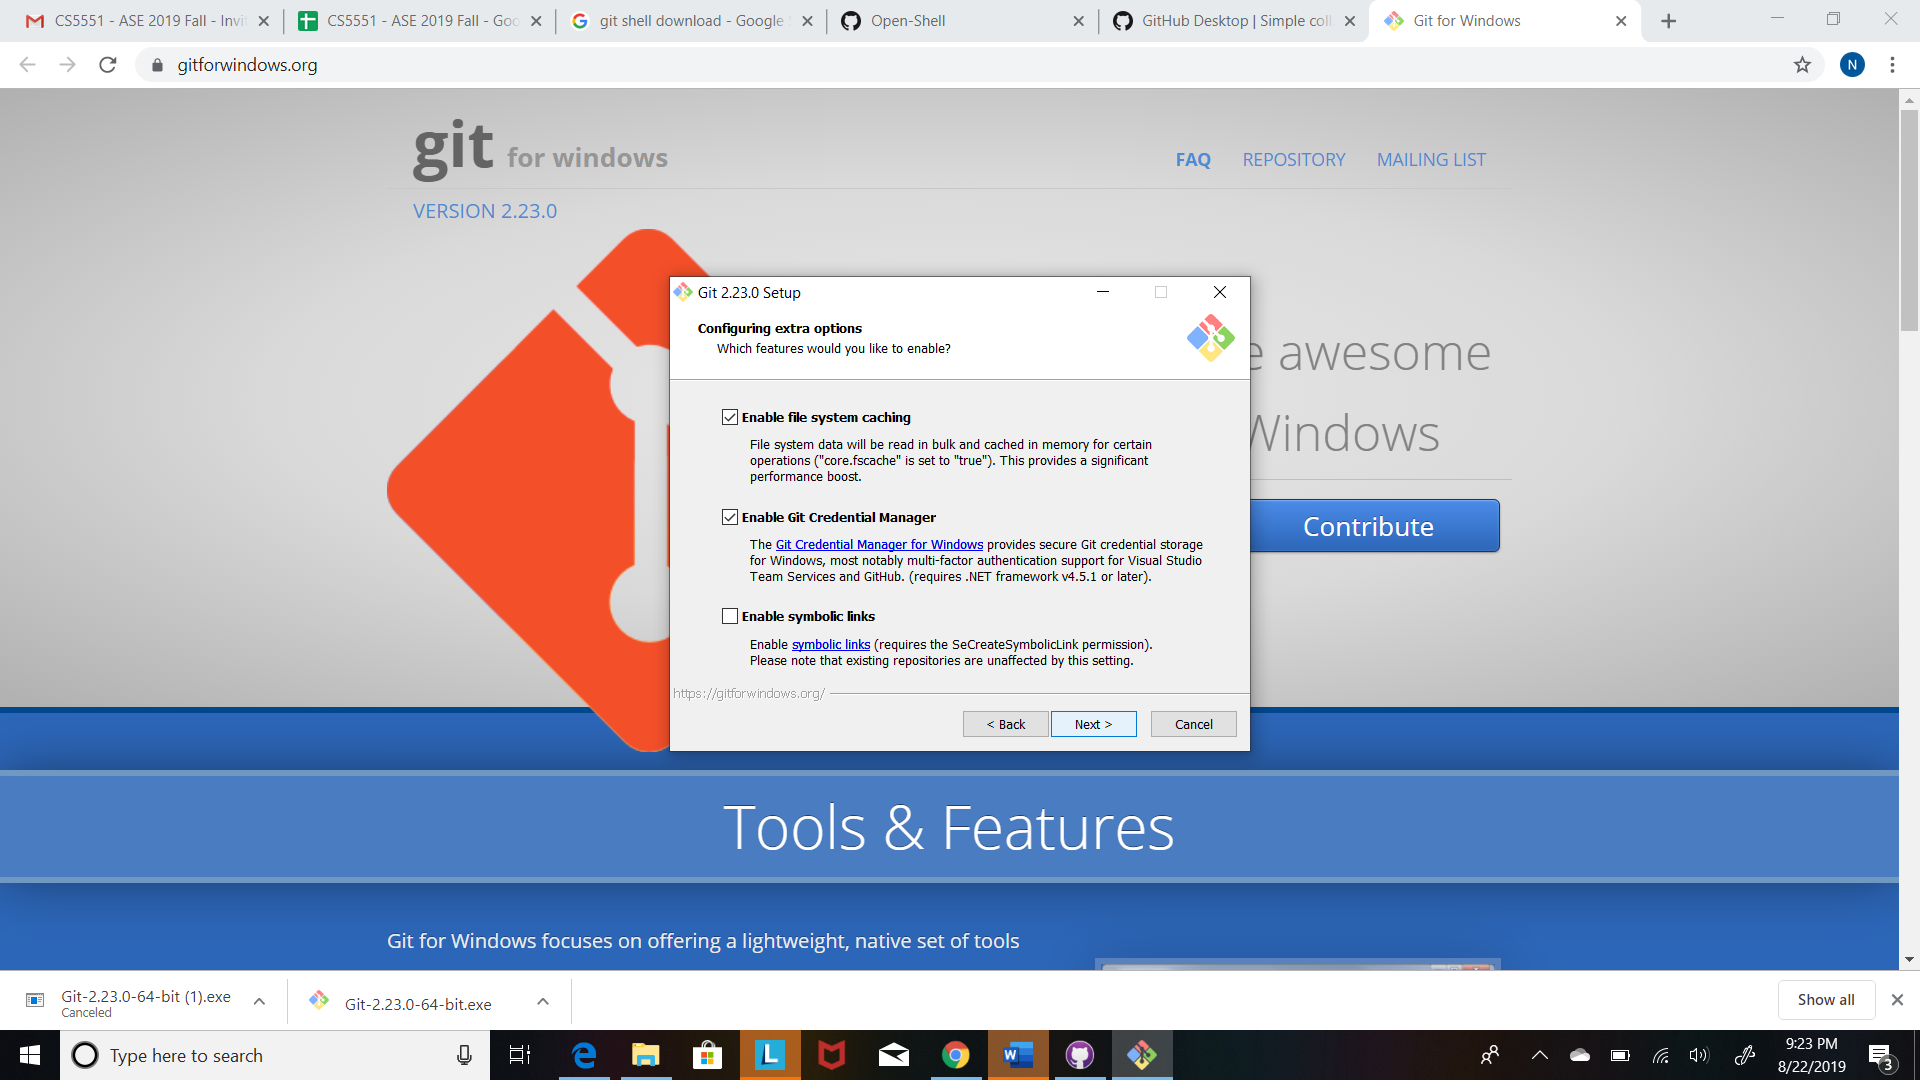 CS5551 - ASE 2019 Fall - Invi
CS5551 - ASE 2019 Fall - Goo
git shell download - Google
Open-Shell
GitHub Desktop | Simple coll
Git for Windows
gitforwindows.org
N
git for windows
FAQ
REPOSITORY
MAILING LIST
VERSION 2.23.0
e awesome
Windows
Contribute
Git 2.23.0 Setup
Configuring extra options
Which features would you like to enable?
Enable file system caching
File system data will be read in bulk and cached in memory for certain
operations ("core.fscache" is set to "true"). This provides a significant
performance boost.
Enable Git Credential Manager
The Git Credential Manager for Windows provides secure Git credential storage
for Windows, most notably multi-factor authentication support for Visual Studio
Team Services and GitHub. (requires .NET framework v4.5.1 or later).
Enable symbolic links
Enable symbolic links (requires the SeCreateSymbolicLink permission).
Please note that existing repositories are unaffected by this setting.
https://gitforwindows.org/
< Back
Next >
Cancel
Tools & Features
Git for Windows focuses on offering a lightweight, native set of tools
Git-2.23.0-64-bit (1).exe
Canceled
Git-2.23.0-64-bit.exe
Show all
Type here to search
L
W
9:23 PM
8/22/2019
3